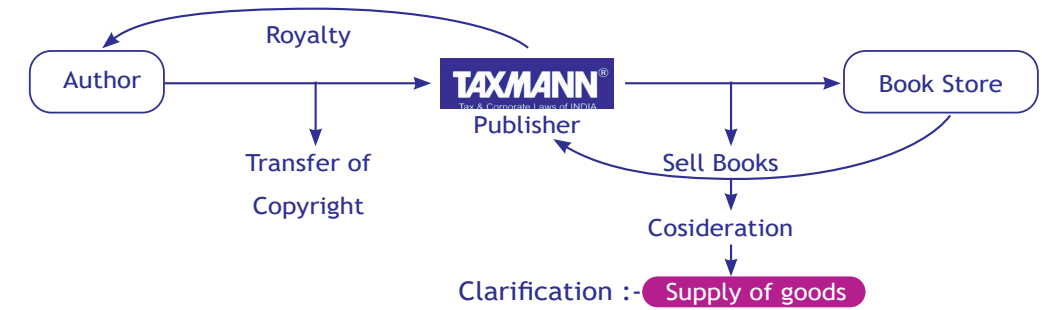 Royalty
Author
TAXMANN®
Tax & Corporate Laws of INDIA
Publisher
Book Store
Transfer of
Copyright
Sell Books
Cosideration
Clarification :- Supply of goods